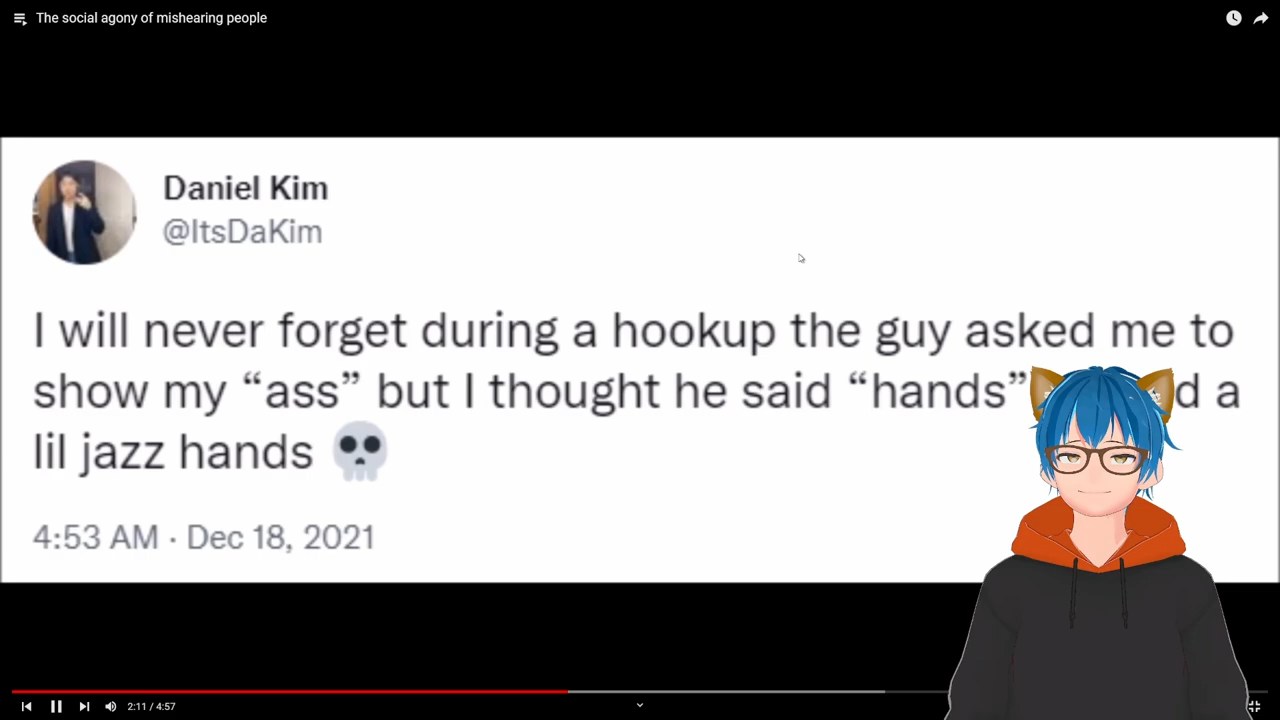 The social agony of mishearing people
Daniel Kim
@ItsDaKim
I will never forget during a hookup the guy asked me to
show my “ass” but I thought he said “hands” d a
lil jazz hands 💀
4:53 AM · Dec 18, 2021
2:11 / 4:57